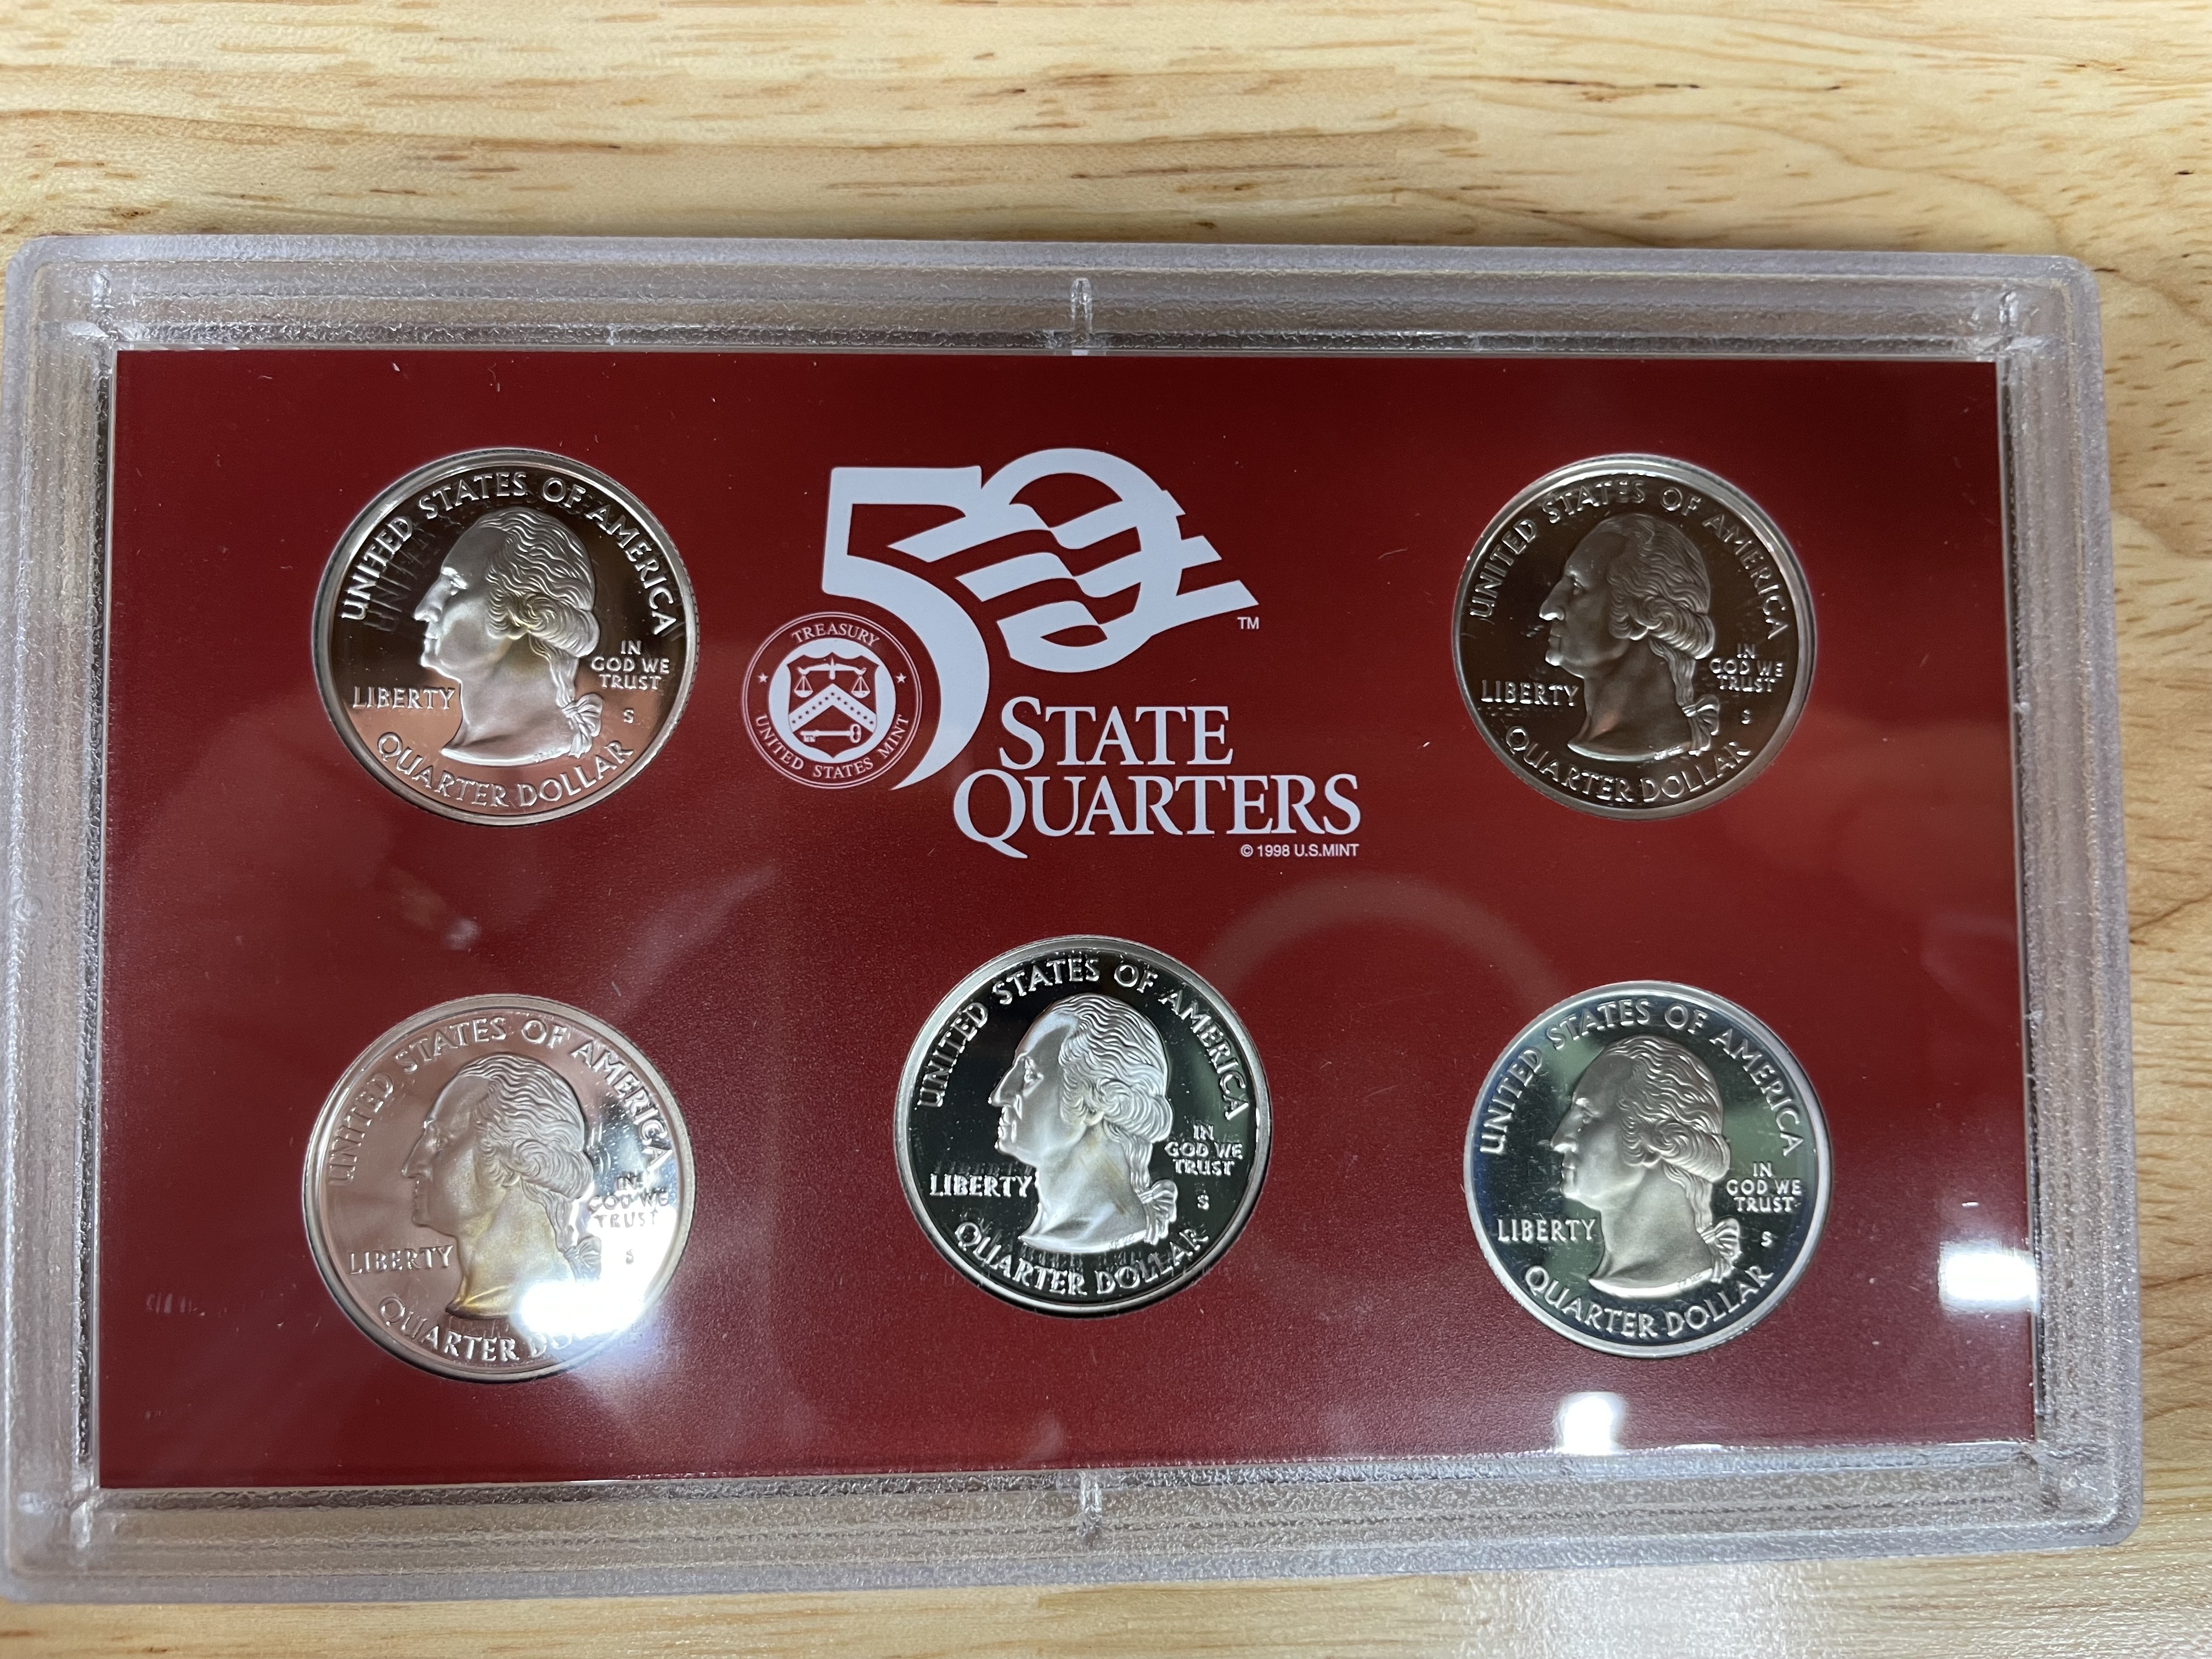 UNITED STATES OF AMERICA
IN
GOD WE
TRUST
LIBERTY
S
QUARTER DOLLAR
50
TM
TREASURY
UNITED STATES MINT
STATE
QUARTERS
© 1998 U.S.MINT
UNITED STATES OF AMERICA
IN
GOD WE
TRUST
LIBERTY
S
QUARTER DOLLAR
UNITED STATES OF AMERICA
IN
GOD WE
TRUST
LIBERTY
S
QUARTER
UNITED STATES OF AMERICA
IN
GOD WE
TRUST
LIBERTY
S
QUARTER DOLLAR
UNITED STATES OF AMERICA
IN
GOD WE
TRUST
LIBERTY
S
QUARTER DOLLAR